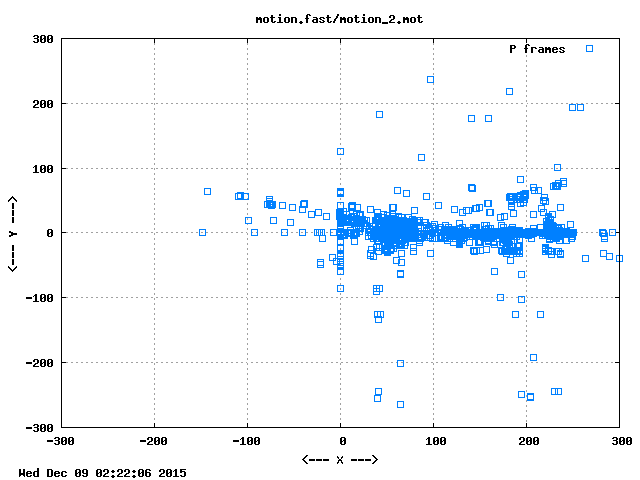 motion.fast/motion_2.mot
300
P frames
200
100
0
-100
-200
-300
<--- Y --->
-300 -200 -100 0 100 200 300
<--- X --->
Wed Dec 09 02:22:06 2015